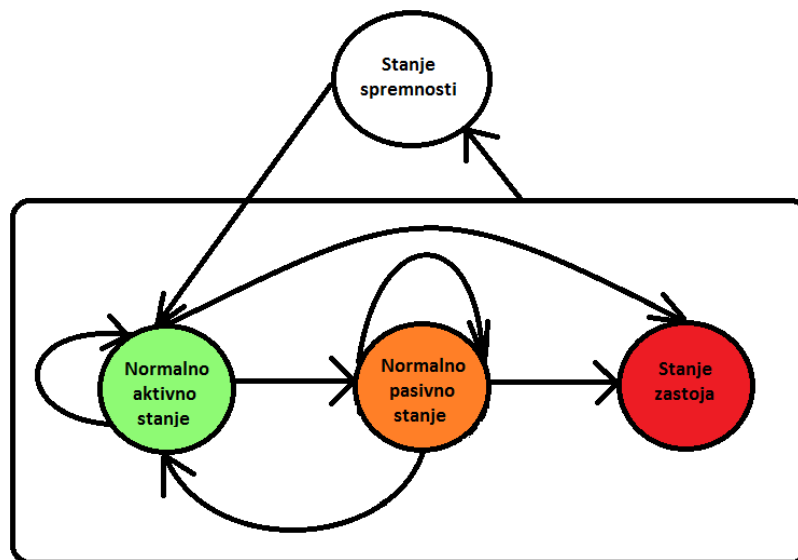 Stanje
spremnosti
Normalno
aktivno
stanje
Normalno
pasivno
stanje
Stanje
zastoja